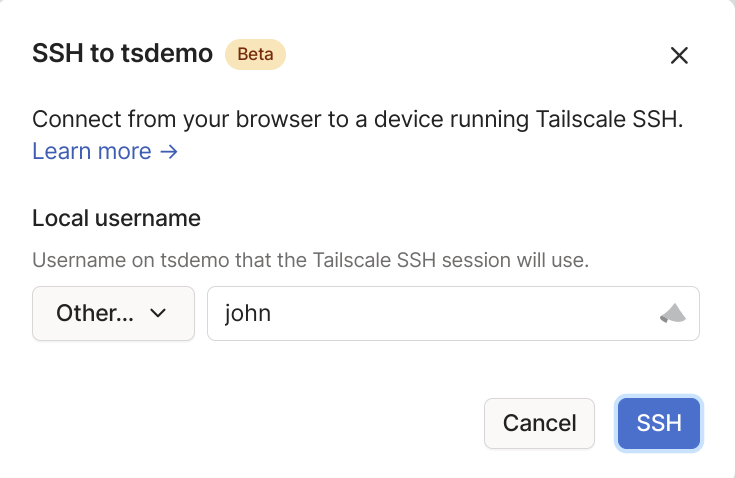 SSH to tsdemo Beta
Connect from your browser to a device running Tailscale SSH.
Learn more →
Local username
Username on tsdemo that the Tailscale SSH session will use.
Other... john
Cancel SSH